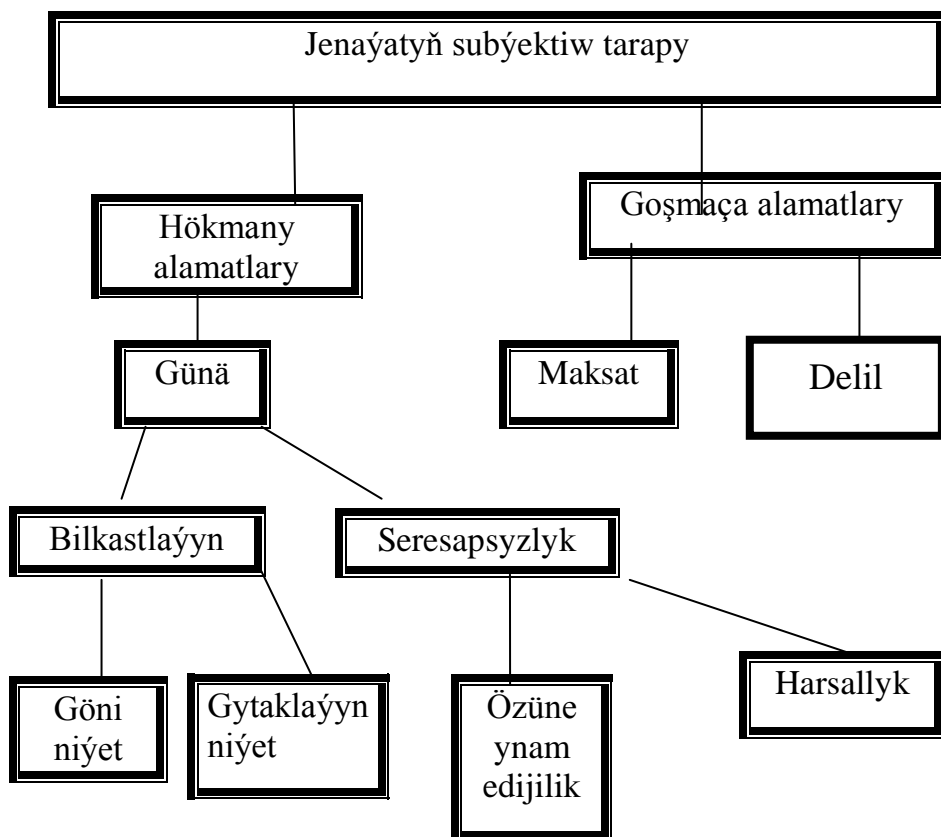 Jenaýatyň subýektiw tarapy
Hökmany
alamatlary
Goşmaça alamatlary
Günä
Maksat
Delil
Bilkastlaýyn
Seresapsyzlyk
Göni
niýet
Gytaklaýyn
niýet
Özüne
ynam
edijilik
Harsallyk